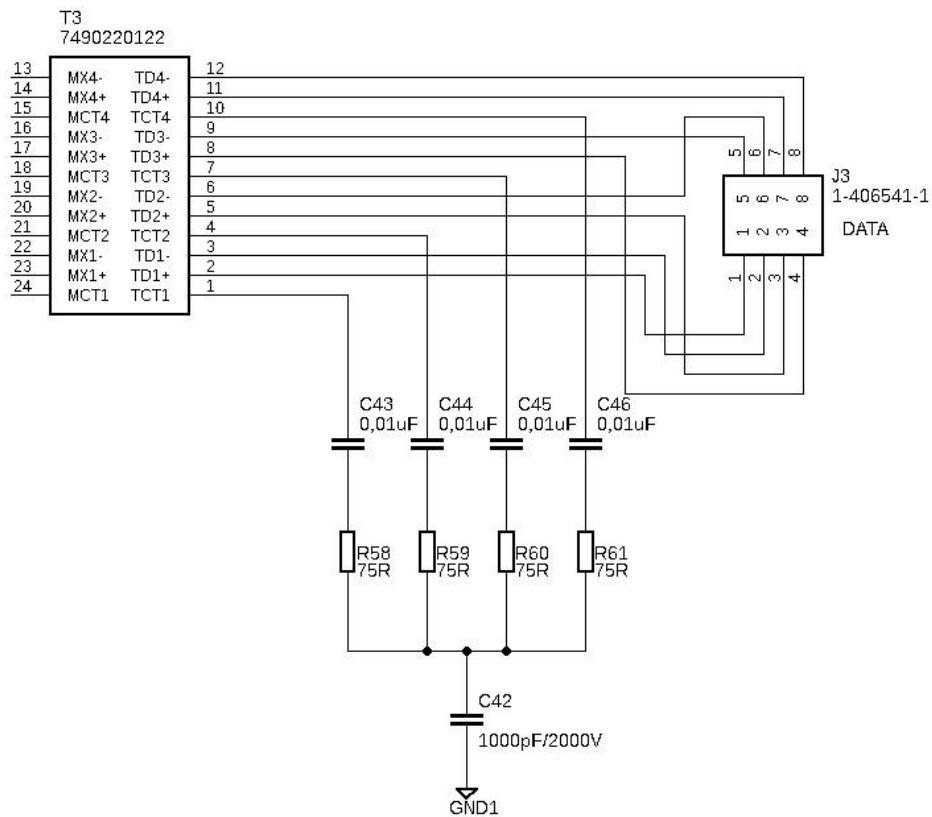 T3
7490220122
13 MX4- TD4- 12
14 MX4+ TD4+ 11
15 MCT4 TCT4 10
16 MX3- TD3- 9
17 MX3+ TD3+ 8
18 MCT3 TCT3 7
19 MX2- TD2- 6
20 MX2+ TD2+ 5
21 MCT2 TCT2 4
22 MX1- TD1- 3
23 MX1+ TD1+ 2
24 MCT1 TCT1 1
5 6 7 8
J3
1-406541-1
5 6 7 8
DATA
1 2 3 4
1 2 3 4
C43 C44 C45 C46
0,01uF 0,01uF 0,01uF 0,01uF
R58 R59 R60 R61
75R 75R 75R 75R
C42
1000pF/2000V
GND1